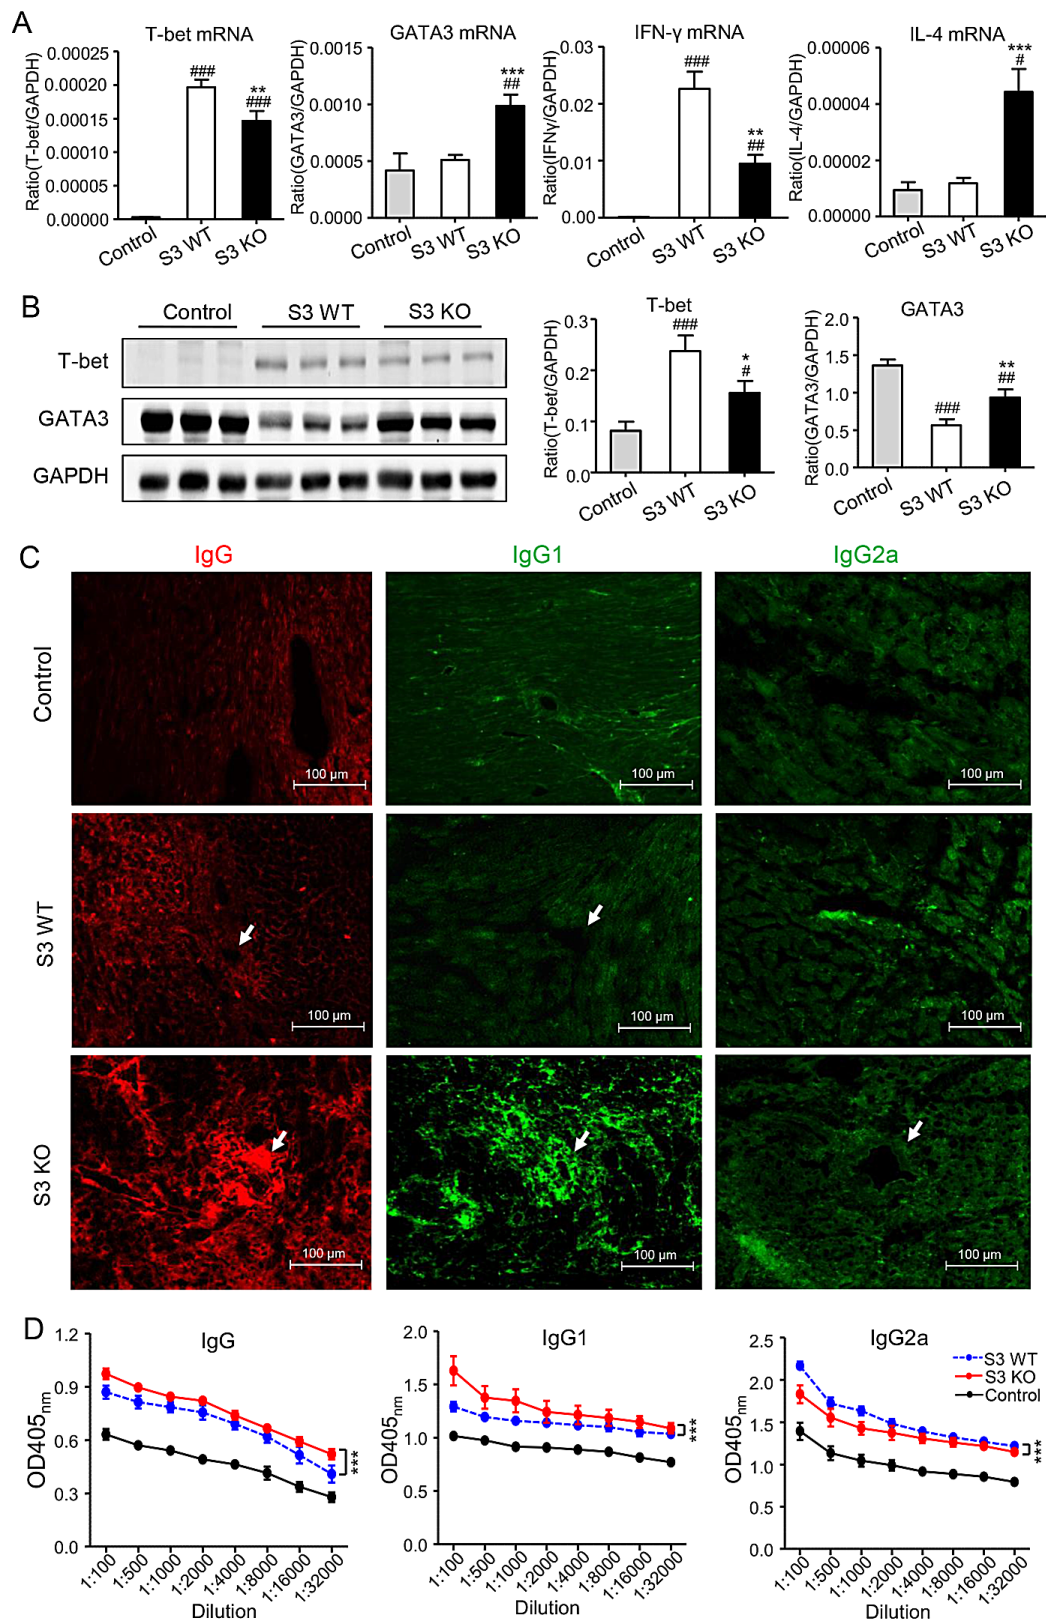 A
T-bet mRNA
Ratio(T-bet/GAPDH)
0.00025
0.00020
0.00015
0.00010
0.00005
0.00000
###
**
###
Control
S3 WT
S3 KO
GATA3 mRNA
Ratio(GATA3/GAPDH)
0.0015
0.0010
0.0005
0.0000
***
##
Control
S3 WT
S3 KO
IFN-γ mRNA
Ratio(IFNγ/GAPDH)
0.03
0.02
0.01
0.00
###
**
##
Control
S3 WT
S3 KO
IL-4 mRNA
Ratio(IL-4/GAPDH)
0.00006
0.00004
0.00002
0.00000
***
#
Control
S3 WT
S3 KO
B
Control
S3 WT
S3 KO
T-bet
GATA3
GAPDH
T-bet
Ratio(T-bet/GAPDH)
0.3
0.2
0.1
0.0
###
*
#
Control
S3 WT
S3 KO
GATA3
Ratio(GATA3/GAPDH)
2.0
1.5
1.0
0.5
0.0
###
**
##
Control
S3 WT
S3 KO
C
IgG
IgG1
IgG2a
Control
100 µm
100 µm
100 µm
S3 WT
100 µm
100 µm
100 µm
S3 KO
100 µm
100 µm
100 µm
D
IgG
OD405nm
1.2
0.9
0.6
0.3
0.0
***
1:100
1:500
1:1000
1:2000
1:4000
1:8000
1:16000
1:32000
Dilution
IgG1
OD405nm
2.0
1.5
1.0
0.5
0.0
***
1:100
1:500
1:1000
1:2000
1:4000
1:8000
1:16000
1:32000
Dilution
IgG2a
OD405nm
2.5
2.0
1.5
1.0
0.5
0.0
S3 WT
S3 KO
Control
***
1:100
1:500
1:1000
1:2000
1:4000
1:8000
1:16000
1:32000
Dilution